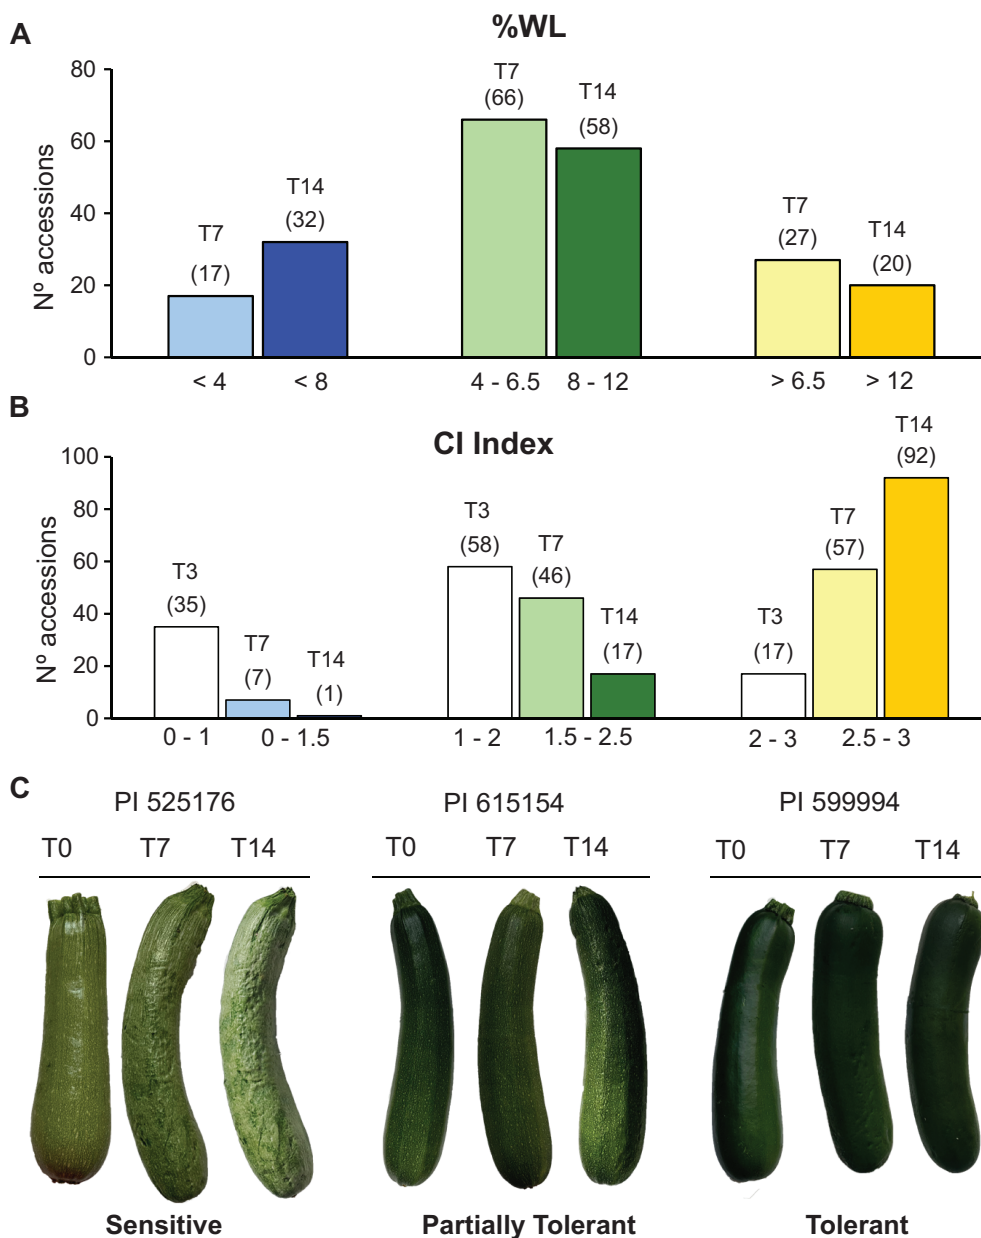 A
%WL
Nº accessions
80
60
40
20
0
T7
(17)
T14
(32)
T7
(66)
T14
(58)
T7
(27)
T14
(20)
< 4
< 8
4 - 6.5
8 - 12
> 6.5
> 12
B
CI Index
Nº accessions
100
80
60
40
20
0
T3
(35)
T7
(7)
T14
(1)
T3
(58)
T7
(46)
T14
(17)
T3
(17)
T7
(57)
T14
(92)
0 - 1
0 - 1.5
1 - 2
1.5 - 2.5
2 - 3
2.5 - 3
C
PI 525176
PI 615154
PI 599994
T0 T7 T14
T0 T7 T14
T0 T7 T14
Sensitive
Partially Tolerant
Tolerant